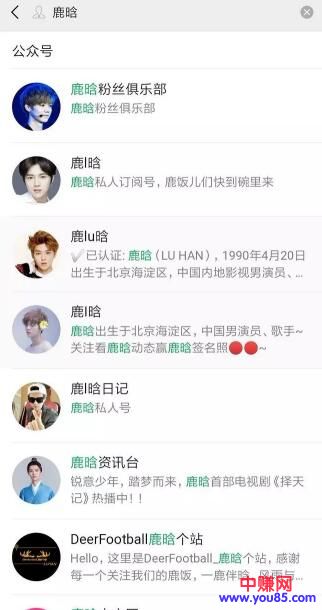 鹿晗
公众号
鹿晗粉丝俱乐部
鹿晗粉丝俱乐部
鹿l晗
鹿晗私人订阅号，鹿饭儿们快到碗里来
鹿lu晗
已认证: 鹿晗（LU HAN），1990年4月20日
出生于北京海淀区，中国内地影视男演员、...
鹿l晗
鹿晗出生于北京海淀区，中国男演员、歌手~
关注看鹿晗动态赢鹿晗签名照🔴🔴~
鹿l晗日记
鹿晗私人号
鹿晗资讯台
锐意少年，踏梦而来，鹿晗首部电视剧《择天
记》热播中！！
DeerFootball鹿晗个站
Hello，这里是DeerFootball_鹿晗个站，感谢
每一个关注我们的鹿饭，一鹿伴晗，风雨与...
中赚网
www.you85.com